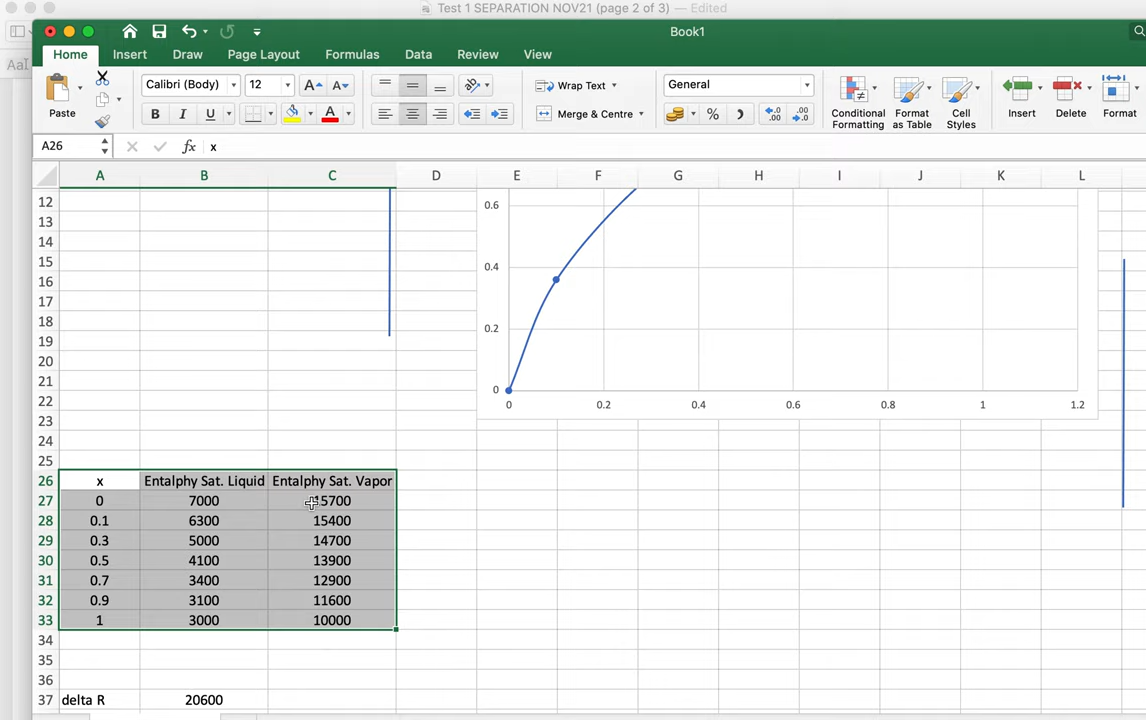 Test 1 SEPARATION NOV21 (page 2 of 3) — Edited
Book1
Home Insert Draw Page Layout Formulas Data Review View
Paste
Calibri (Body) 12 A A
B I U A
Wrap Text
Merge & Centre
General
Conditional Formatting
Format as Table
Cell Styles
Insert
Delete
Format
A26 fx x
A B C D E F G H I J K L
12
13
14
15
16
17
18
19
20
21
22
23
24
25
0.6
0.4
0.2
0
0 0.2 0.4 0.6 0.8 1 1.2
26 x Entalphy Sat. Liquid Entalphy Sat. Vapor
27 0 7000 15700
28 0.1 6300 15400
29 0.3 5000 14700
30 0.5 4100 13900
31 0.7 3400 12900
32 0.9 3100 11600
33 1 3000 10000
34
35
36
37 delta R 20600